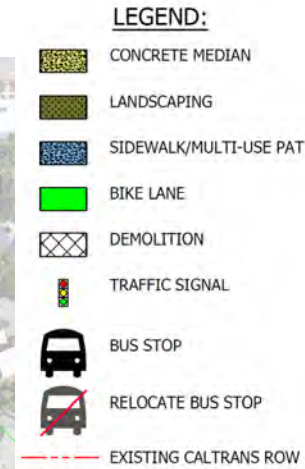 LEGEND:
CONCRETE MEDIAN
LANDSCAPING
SIDEWALK/MULTI-USE PAT
BIKE LANE
DEMOLITION
TRAFFIC SIGNAL
BUS STOP
RELOCATE BUS STOP
EXISTING CALTRANS ROW